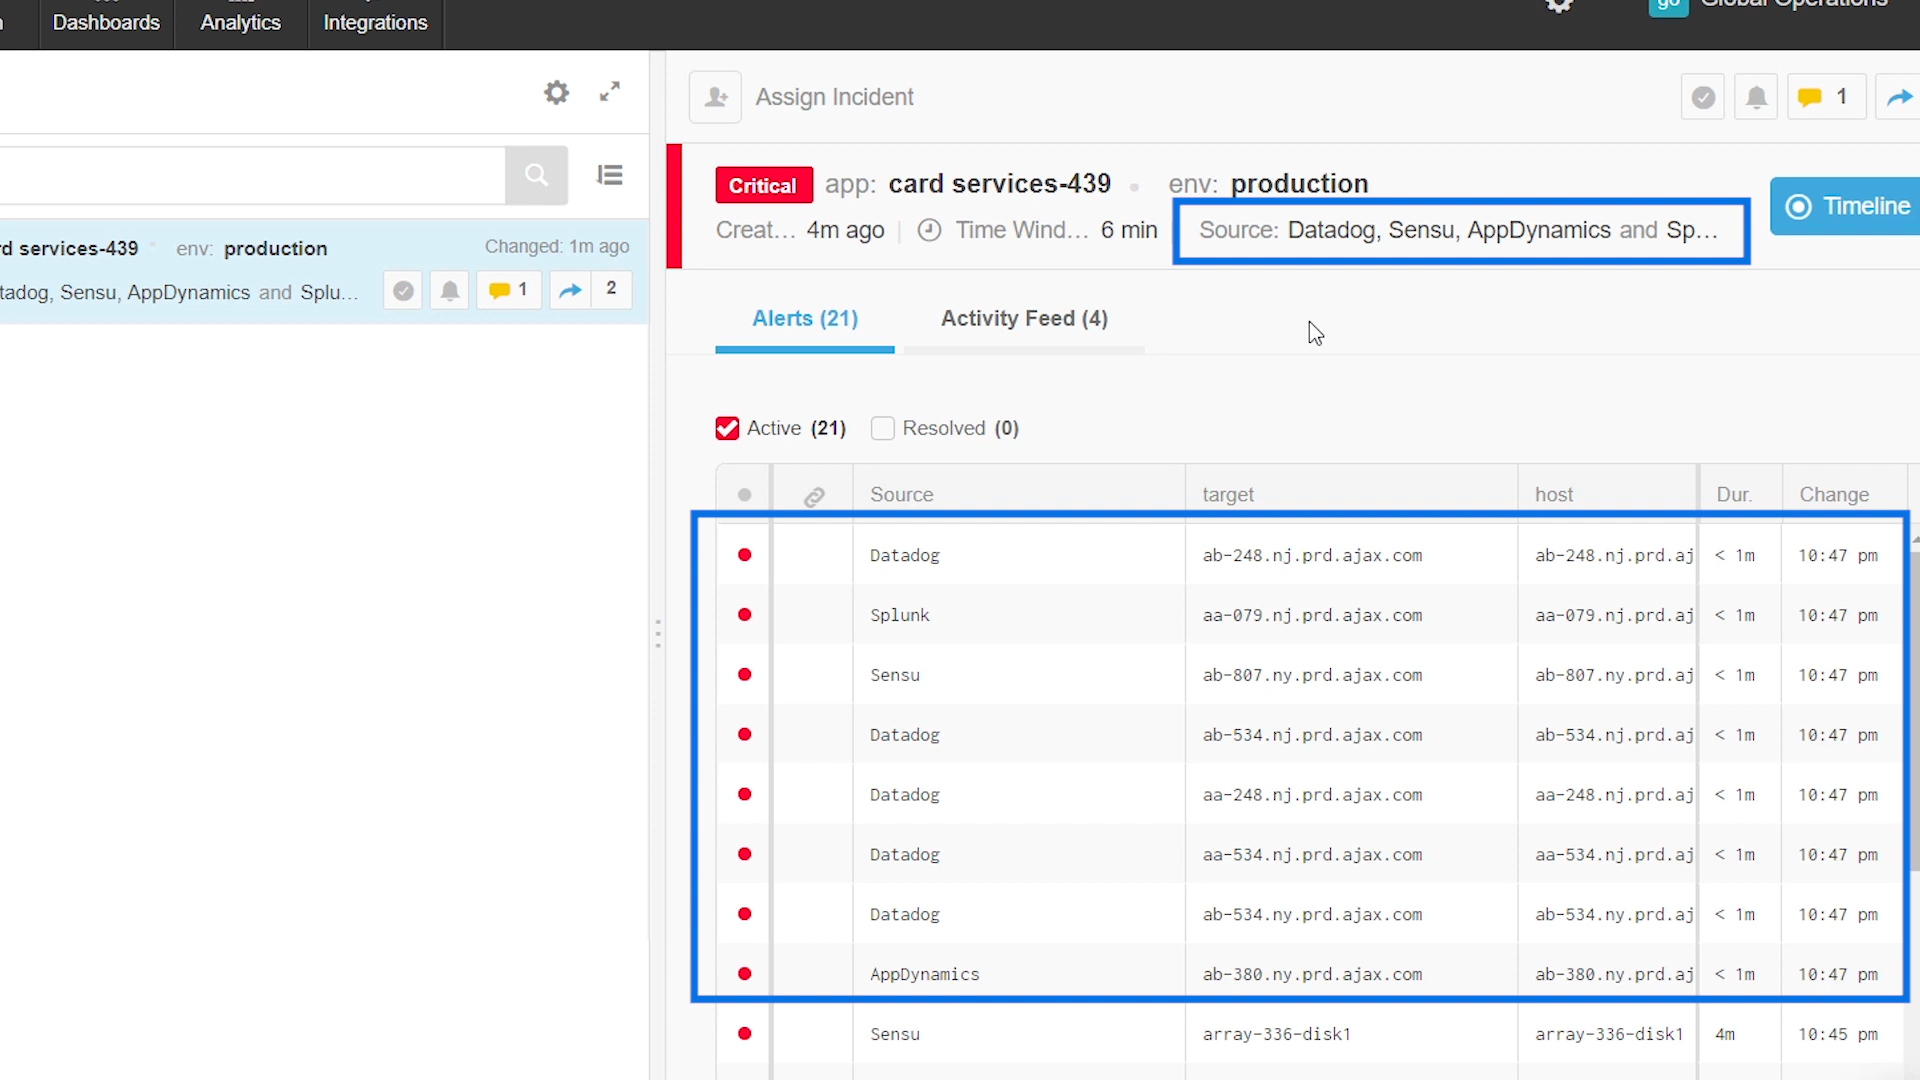 Dashboards
Analytics
Integrations
Assign Incident
1
Critical
app: card services-439
env: production
Creat... 4m ago
Time Wind... 6 min
Source: Datadog, Sensu, AppDynamics and Sp...
Timeline
rd services-439
env: production
Changed: 1m ago
tadog, Sensu, AppDynamics and Splu...
1
2
Alerts (21)
Activity Feed (4)
Active (21)
Resolved (0)
Source target host Dur. Change
Datadog ab-248.nj.prd.ajax.com ab-248.nj.prd.aj < 1m 10:47 pm
Splunk aa-079.nj.prd.ajax.com aa-079.nj.prd.aj < 1m 10:47 pm
Sensu ab-807.ny.prd.ajax.com ab-807.ny.prd.aj < 1m 10:47 pm
Datadog ab-534.nj.prd.ajax.com ab-534.nj.prd.aj < 1m 10:47 pm
Datadog aa-248.nj.prd.ajax.com aa-248.nj.prd.aj < 1m 10:47 pm
Datadog aa-534.nj.prd.ajax.com aa-534.nj.prd.aj < 1m 10:47 pm
Datadog ab-534.ny.prd.ajax.com ab-534.ny.prd.aj < 1m 10:47 pm
AppDynamics ab-380.ny.prd.ajax.com ab-380.ny.prd.aj < 1m 10:47 pm
Sensu array-336-disk1 array-336-disk1 4m 10:45 pm